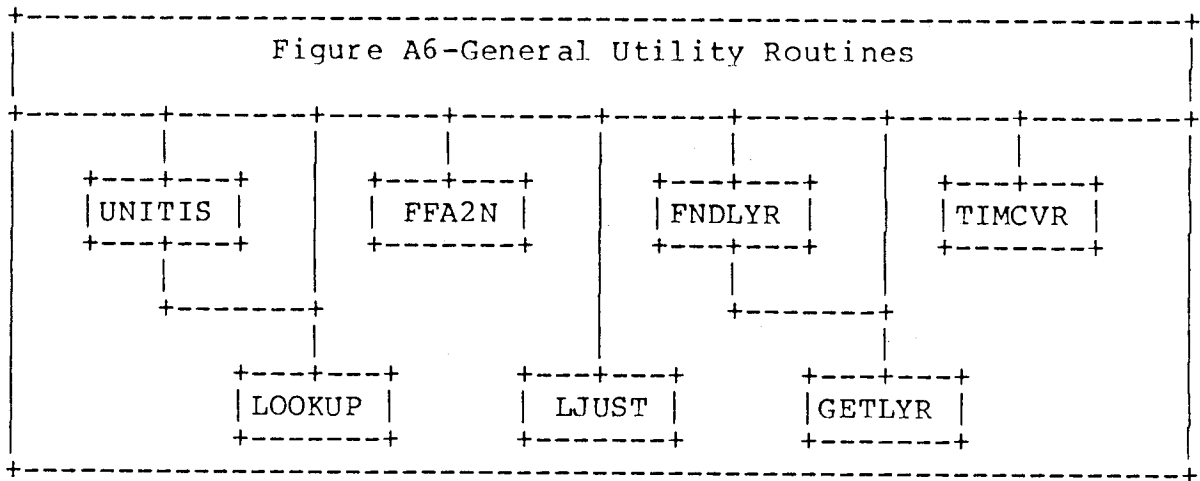 Figure A6-General Utility Routines
UNITIS FFA2N FNDLYR TIMCVR
LOOKUP LJUST GETLYR